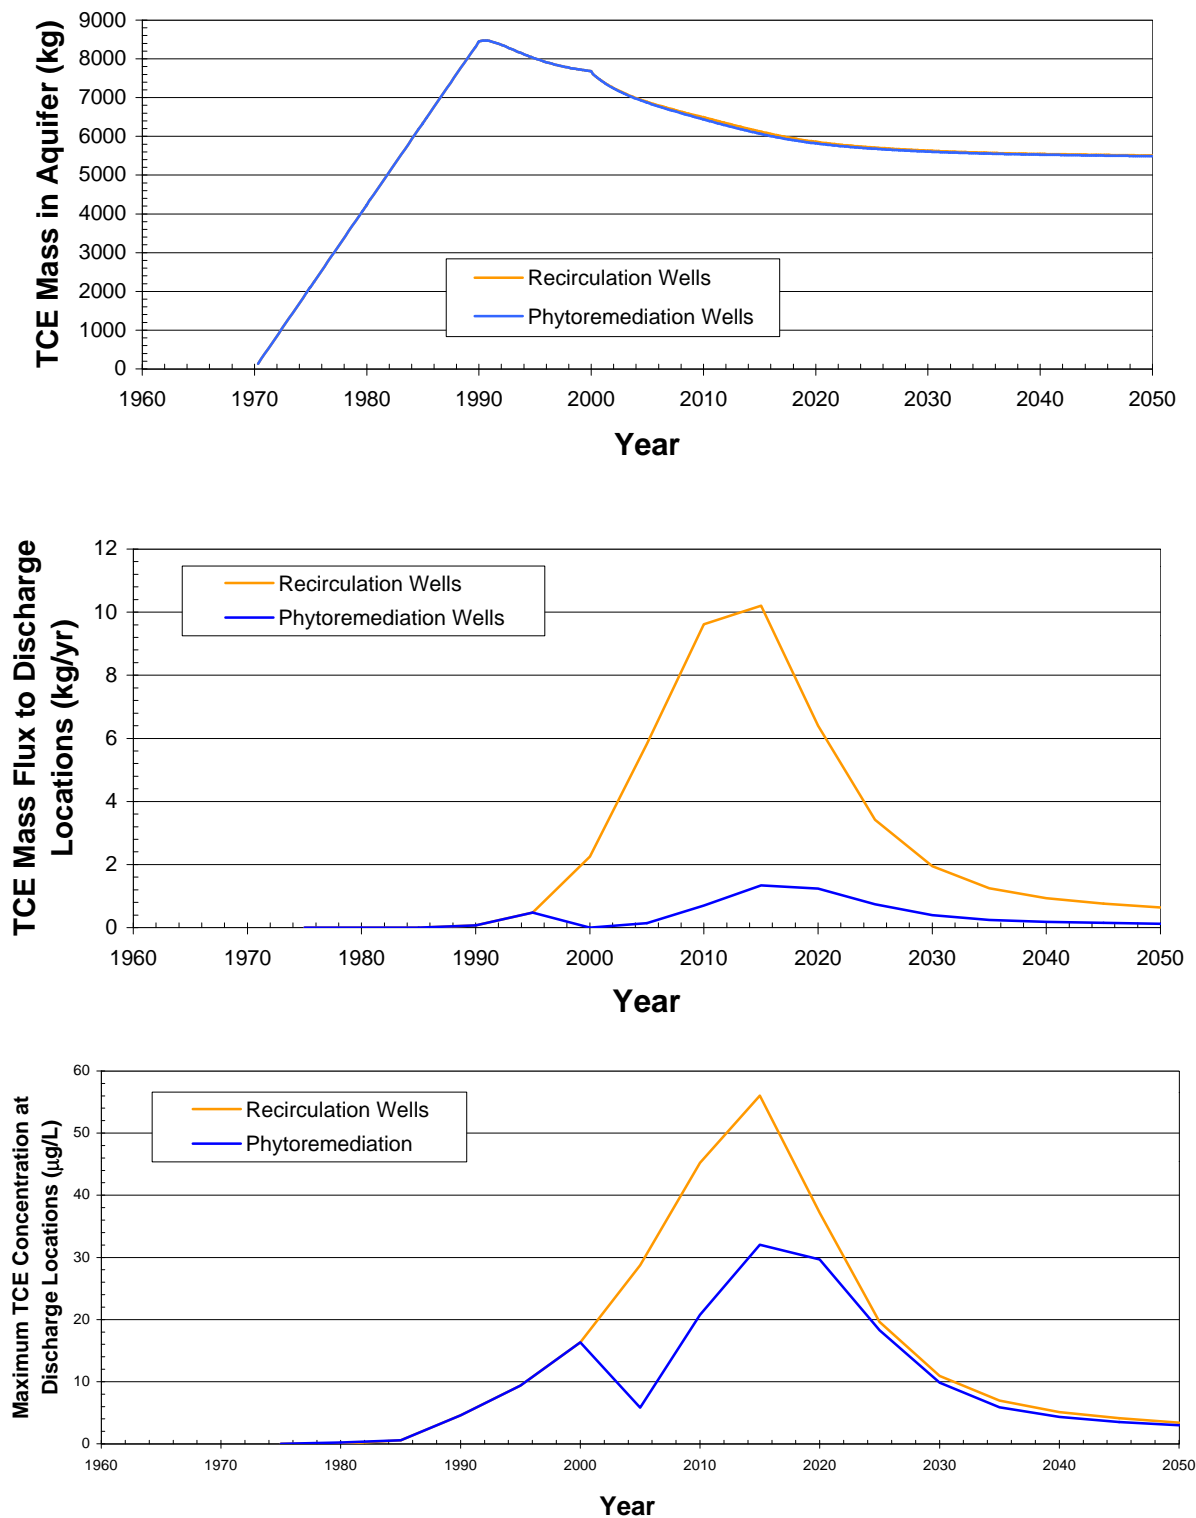 9000
8000
7000
6000
5000
4000
3000
2000
1000
0
TCE Mass in Aquifer (kg)
Recirculation Wells
Phytoremediation Wells
1960 1970 1980 1990 2000 2010 2020 2030 2040 2050
Year
12
10
8
6
4
2
0
TCE Mass Flux to Discharge
Locations (kg/yr)
Recirculation Wells
Phytoremediation Wells
1960 1970 1980 1990 2000 2010 2020 2030 2040 2050
Year
60
50
40
30
20
10
0
Maximum TCE Concentration at
Discharge Locations (µg/L)
Recirculation Wells
Phytoremediation
1960 1970 1980 1990 2000 2010 2020 2030 2040 2050
Year